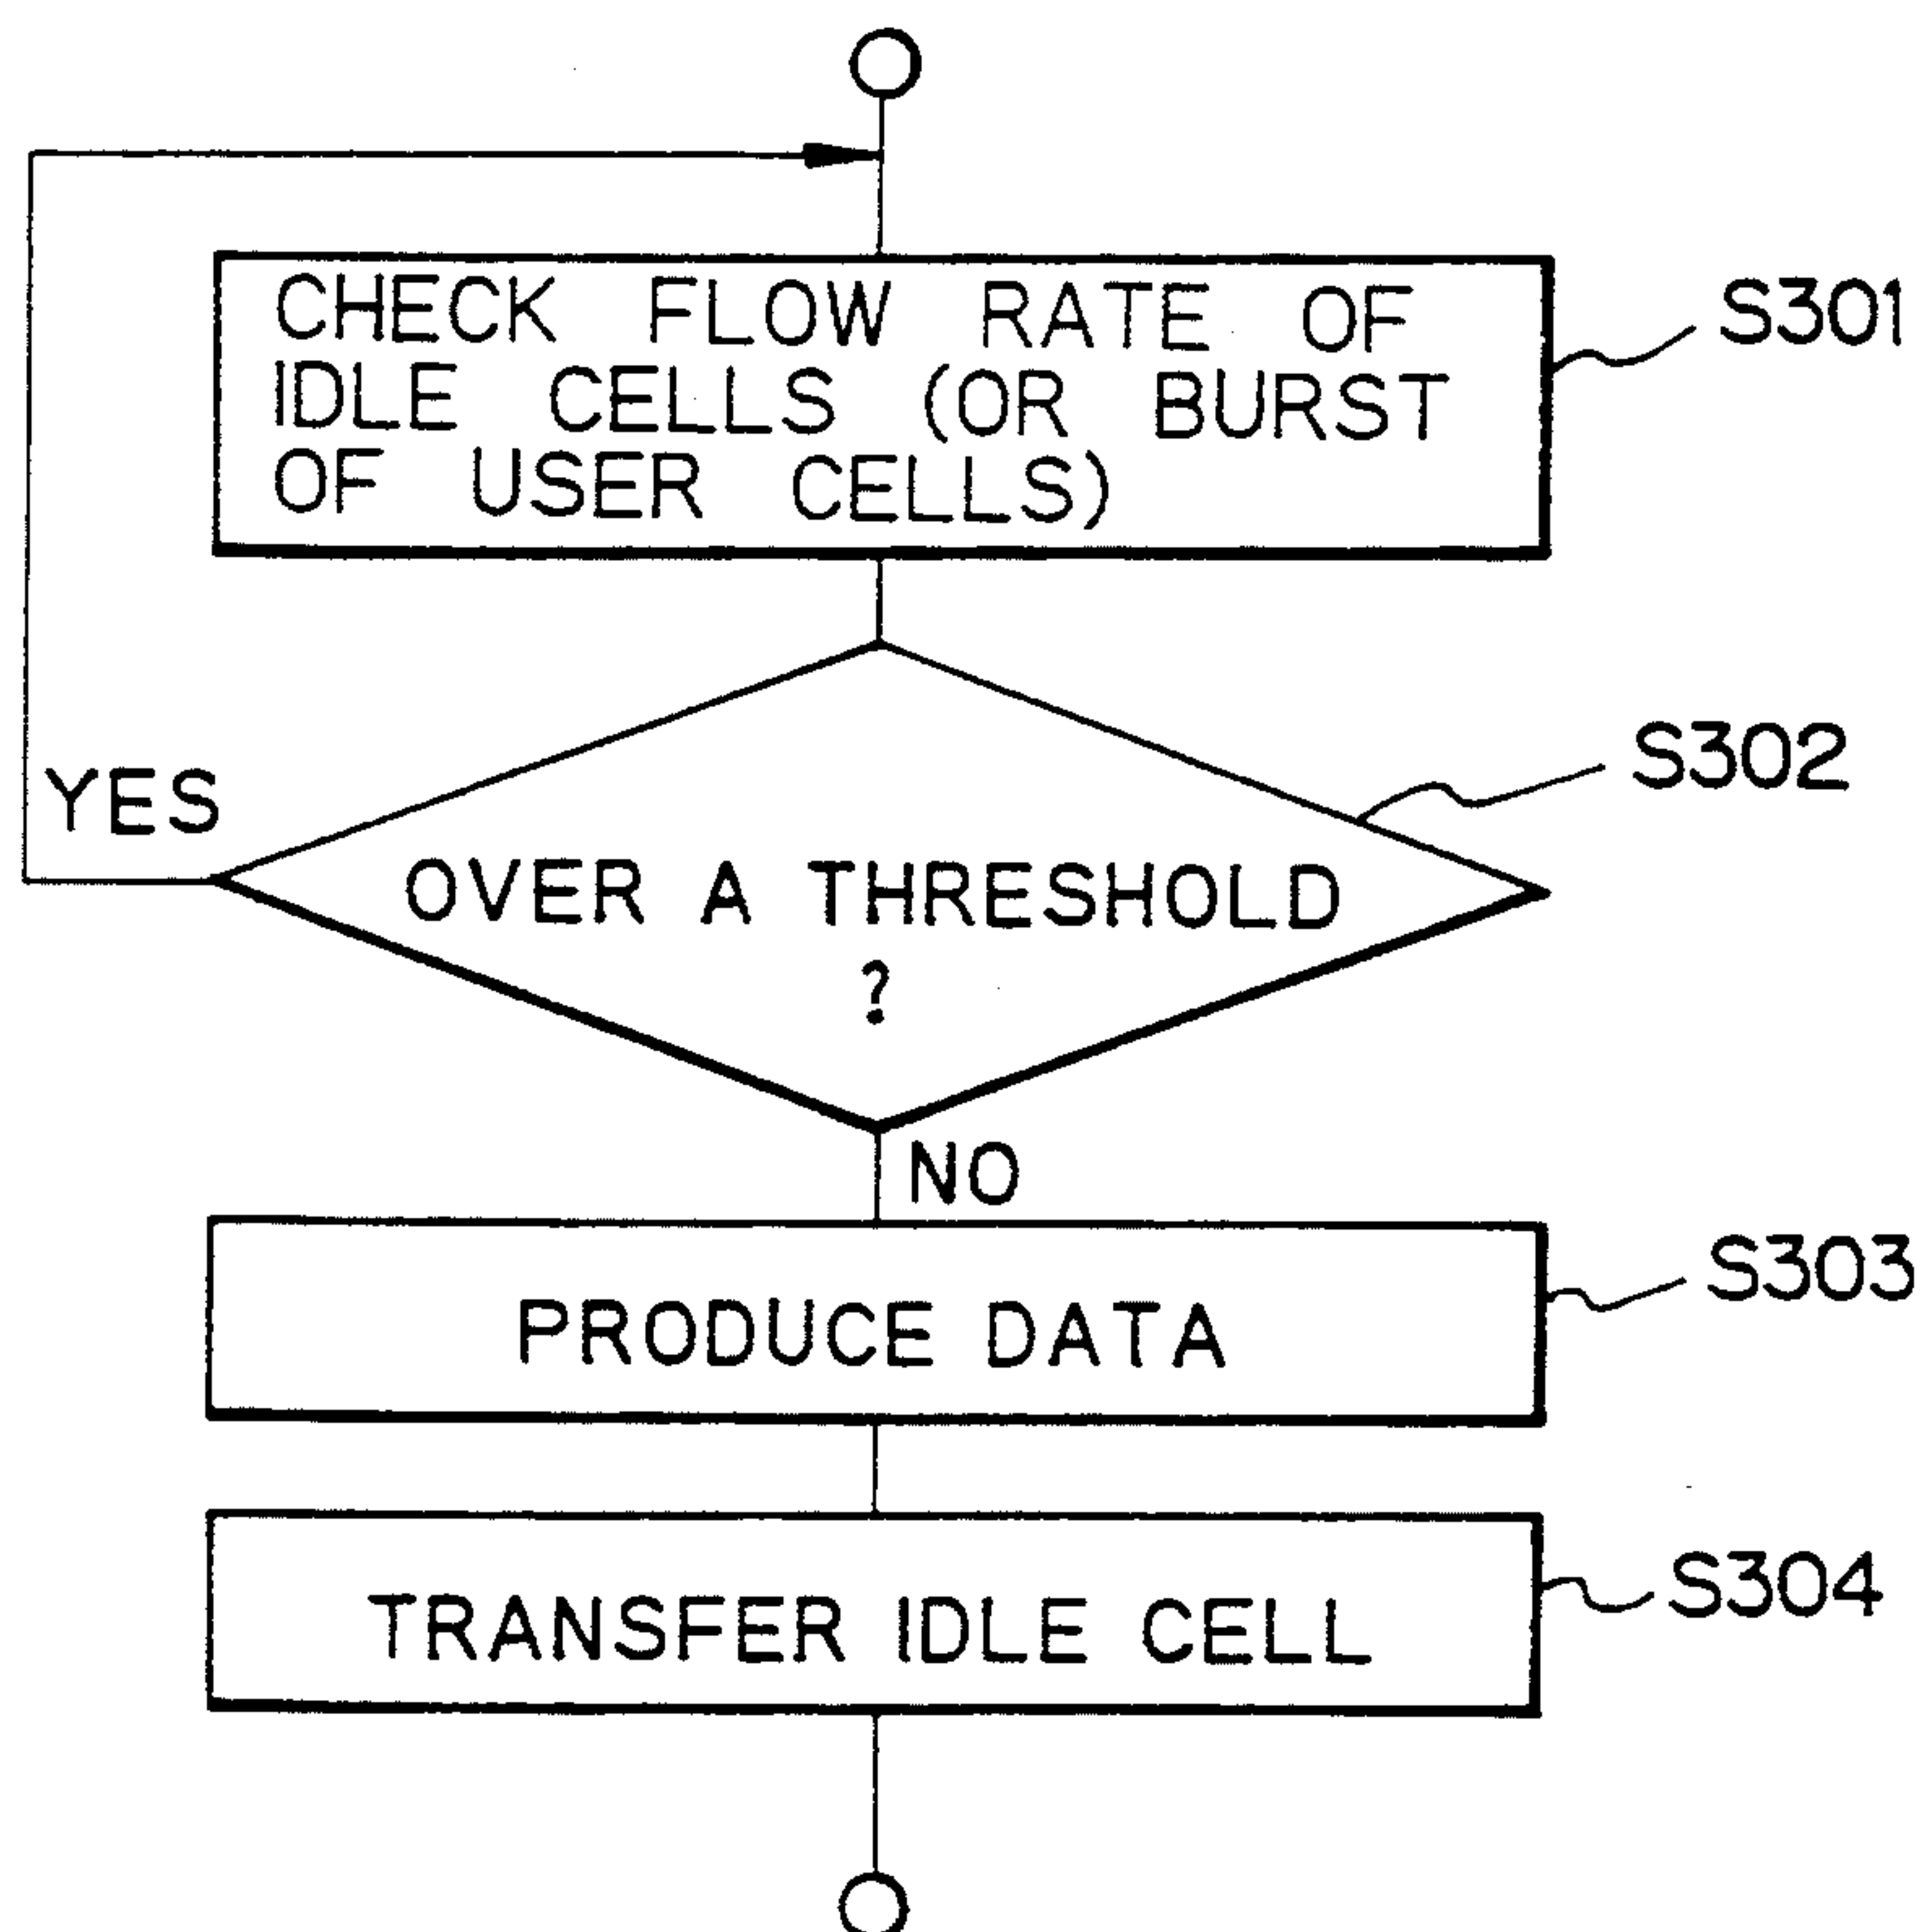 CHECK FLOW RATE OF
IDLE CELLS (OR BURST
OF USER CELLS)
S301
S302
YES
OVER A THRESHOLD
?
NO
PRODUCE DATA
S303
TRANSFER IDLE CELL
S304